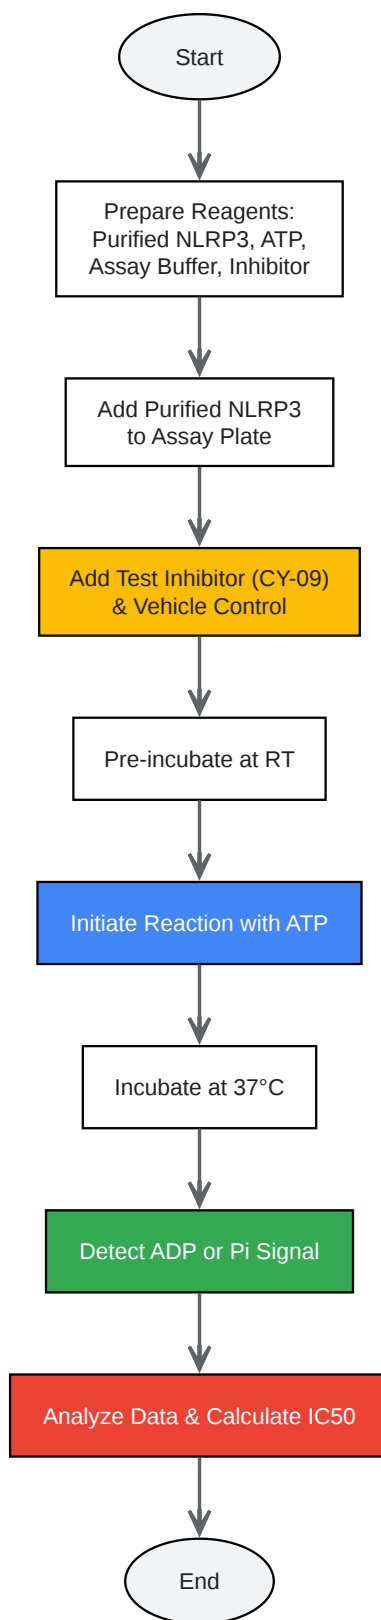 Start
Prepare Reagents:
Purified NLRP3, ATP,
Assay Buffer, Inhibitor
Add Purified NLRP3
to Assay Plate
Add Test Inhibitor (CY-09)
& Vehicle Control
Pre-incubate at RT
Initiate Reaction with ATP
Incubate at 37°C
Detect ADP or Pi Signal
Analyze Data & Calculate IC50
End